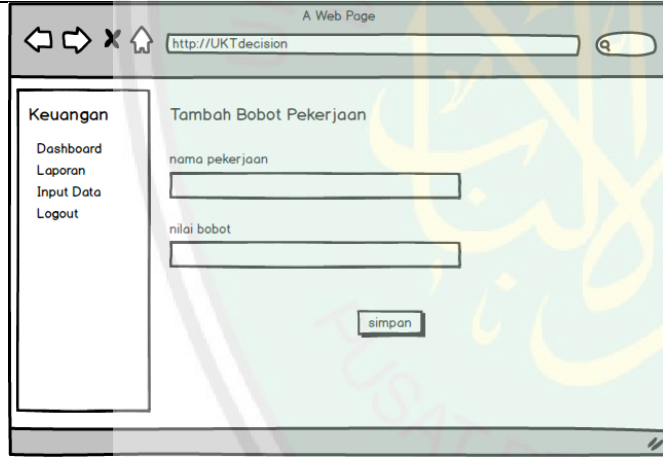 A Web Page
http://UKTdecision
Keuangan
Dashboard
Laporan
Input Data
Logout
Tambah Bobot Pekerjaan
nama pekerjaan
nilai bobot
simpan